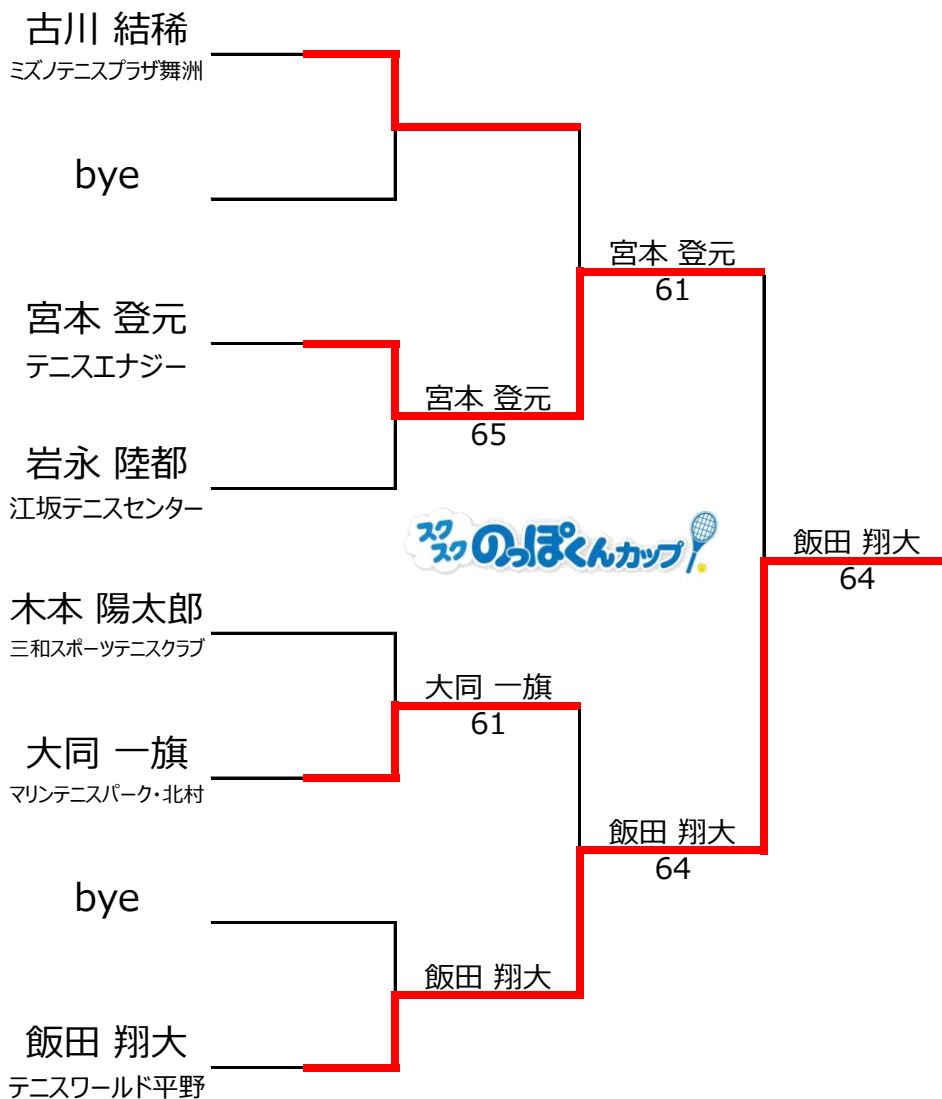 古川 結稀
ミズノテニスプラザ舞洲
bye
宮本 登元
61
宮本 登元
テニスエナジー
宮本 登元
65
岩永 陸都
江坂テニスセンター
スクスクのっぽくんカップ
飯田 翔大
64
木本 陽太郎
三和スポーツテニスクラブ
大同 一旗
61
大同 一旗
マリンテニスパーク・北村
飯田 翔大
64
bye
飯田 翔大
飯田 翔大
テニスワールド平野